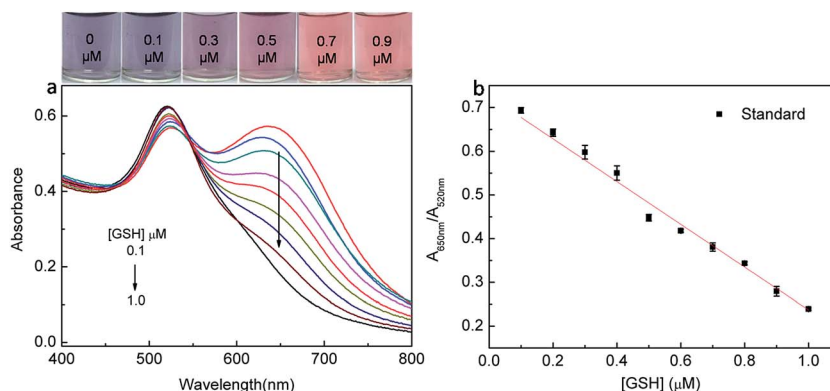 0 µM
0.1 µM
0.3 µM
0.5 µM
0.7 µM
0.9 µM
a
0.6
0.4
0.2
0.0
Absorbance
[GSH] µM
0.1
1.0
400 500 600 700 800
Wavelength(nm)
b
Standard
0.7
0.6
0.5
0.4
0.3
0.2
A650nm/A520nm
0.0 0.2 0.4 0.6 0.8 1.0
[GSH] (µM)